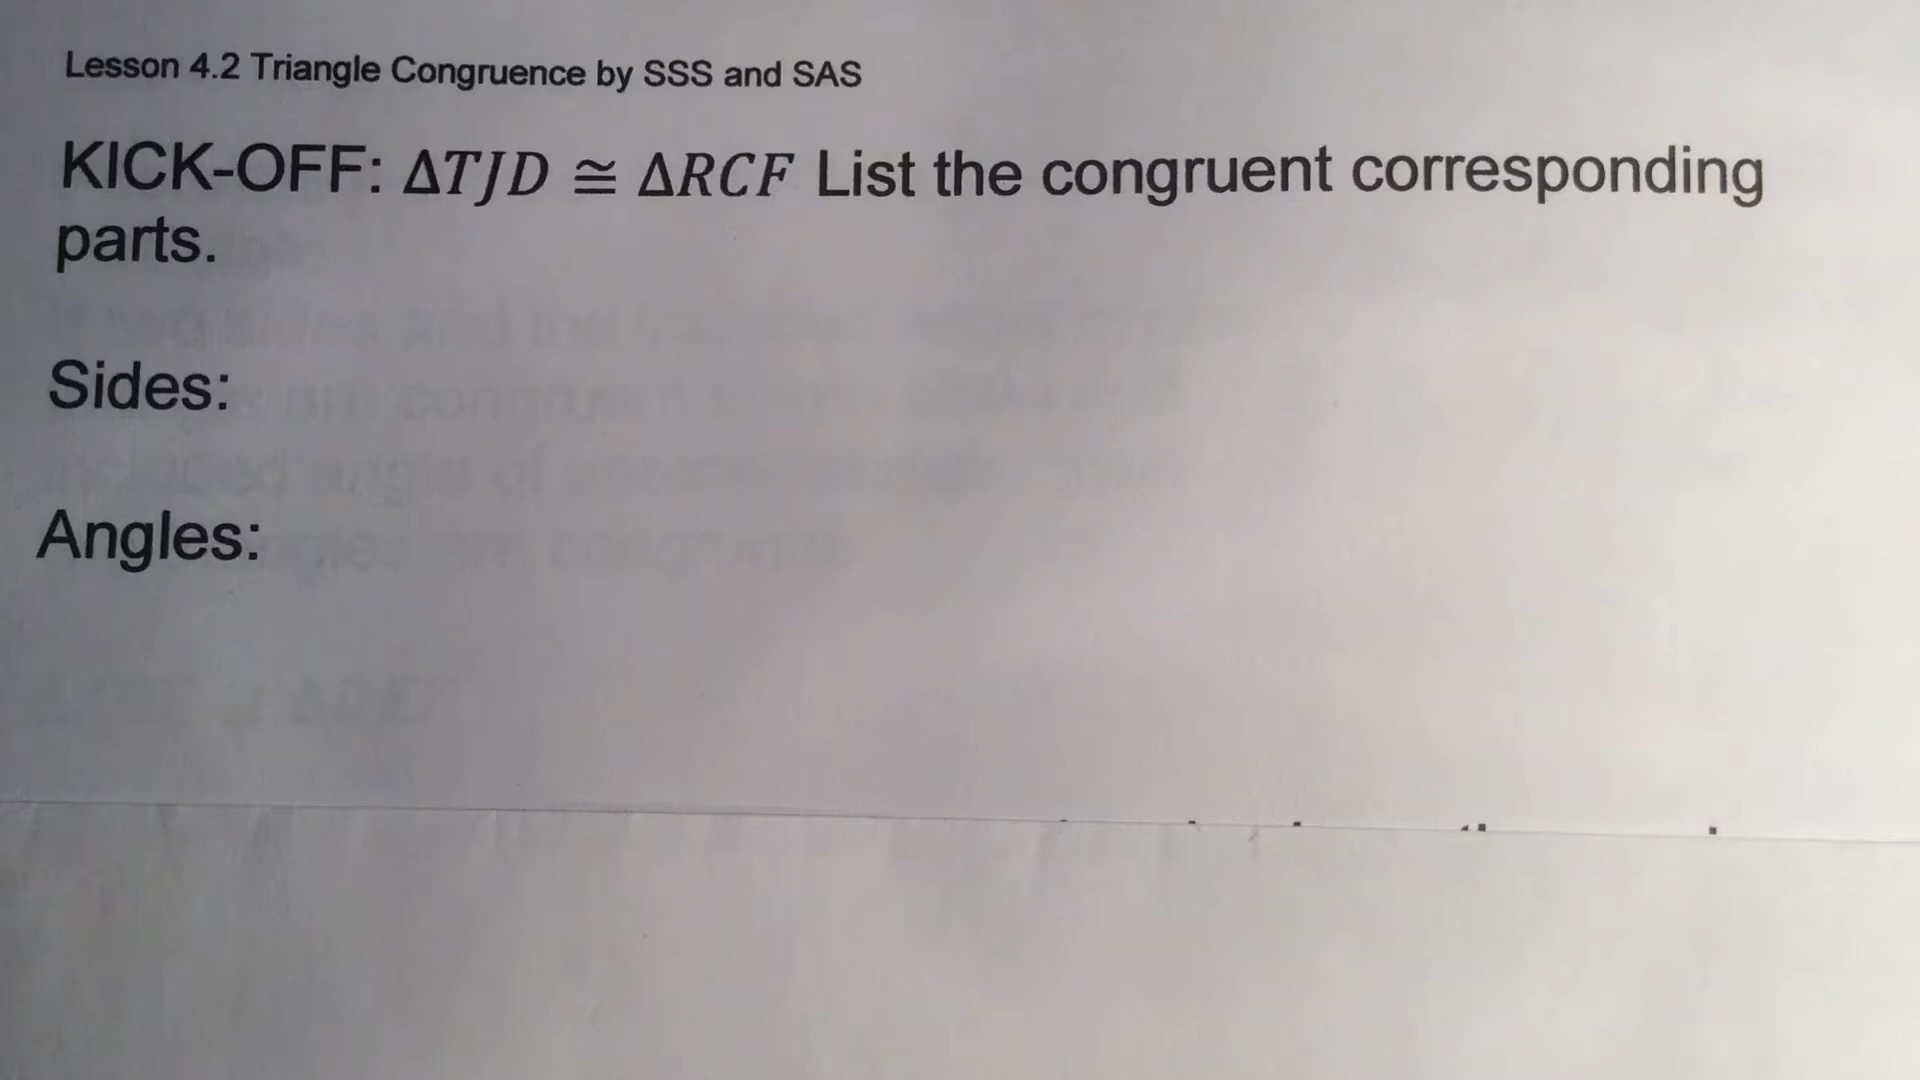 Lesson 4.2 Triangle Congruence by SSS and SAS
KICK-OFF: ΔTJD ≅ ΔRCF List the congruent corresponding
parts.
Sides:
Angles: